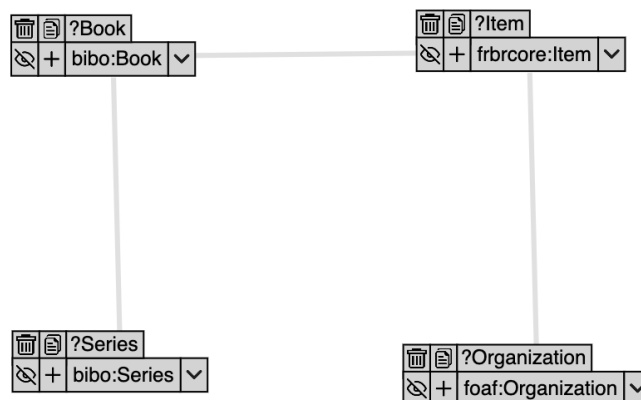 ?Book
bibo:Book
?Item
frbrcore:Item
?Series
bibo:Series
?Organization
foaf:Organization